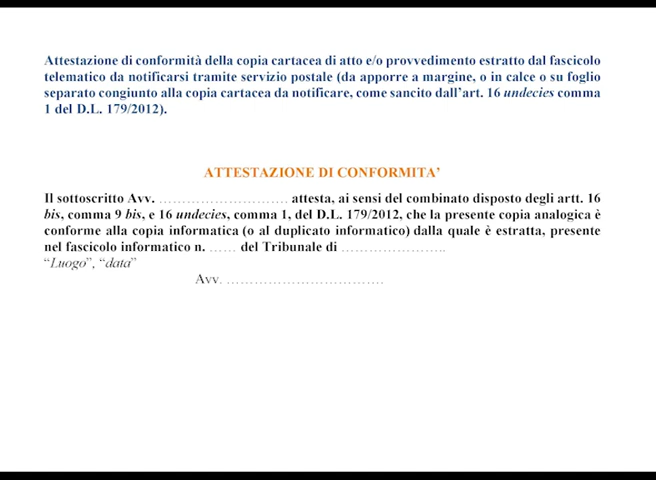 Attestazione di conformità della copia cartacea di atto e/o provvedimento estratto dal fascicolo
telematico da notificarsi tramite servizio postale (da apporre a margine, o in calce o su foglio
separato congiunto alla copia cartacea da notificare, come sancito dall'art. 16 undecies comma
1 del D.L. 179/2012).
ATTESTAZIONE DI CONFORMITA'
Il sottoscritto Avv. ………………………. attesta, ai sensi del combinato disposto degli artt. 16
bis, comma 9 bis, e 16 undecies, comma 1, del D.L. 179/2012, che la presente copia analogica è
conforme alla copia informatica (o al duplicato informatico) dalla quale è estratta, presente
nel fascicolo informatico n. …… del Tribunale di …………………..
“Luogo”, “data”
Avv. …………………………….